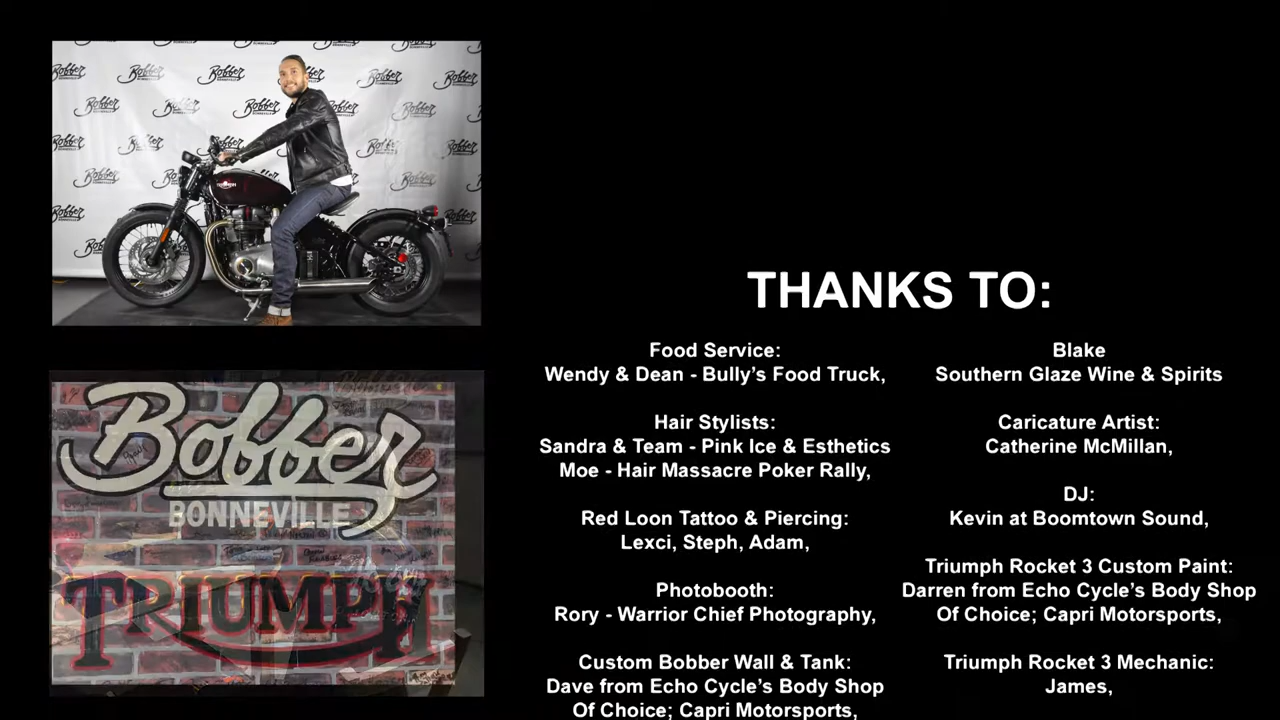 Bobber
BONNEVILLE
TRIUMPH
THANKS TO:
Food Service:
Wendy & Dean - Bully's Food Truck,
Hair Stylists:
Sandra & Team - Pink Ice & Esthetics
Moe - Hair Massacre Poker Rally,
Red Loon Tattoo & Piercing:
Lexci, Steph, Adam,
Photobooth:
Rory - Warrior Chief Photography,
Custom Bobber Wall & Tank:
Dave from Echo Cycle's Body Shop
Of Choice; Capri Motorsports,
Blake
Southern Glaze Wine & Spirits
Caricature Artist:
Catherine McMillan,
DJ:
Kevin at Boomtown Sound,
Triumph Rocket 3 Custom Paint:
Darren from Echo Cycle's Body Shop
Of Choice; Capri Motorsports,
Triumph Rocket 3 Mechanic:
James,